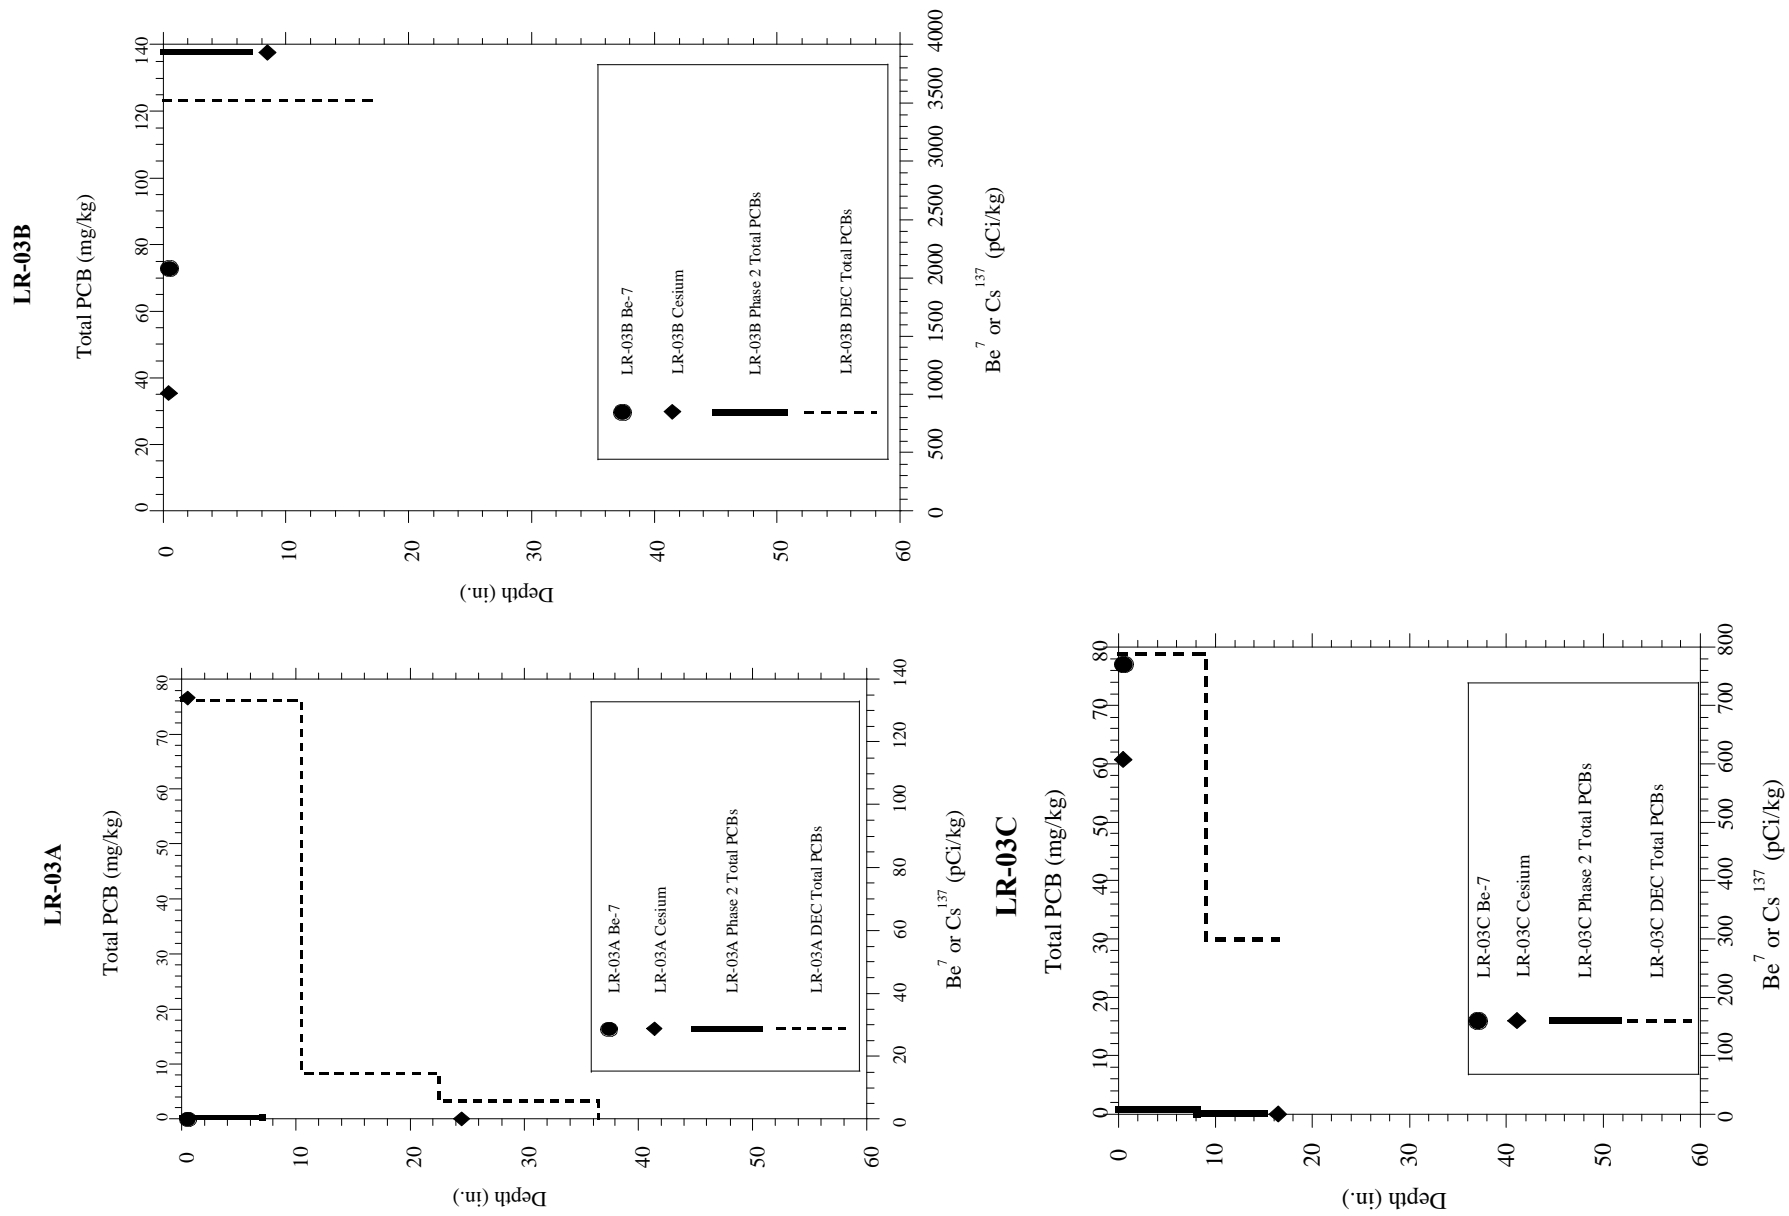 LR-03B
Total PCB (mg/kg)
0 20 40 60 80 100 120 140
0 10 20 30 40 50 60
Depth (in.)
LR-03B Be-7
LR-03B Cesium
LR-03B Phase 2 Total PCBs
LR-03B DEC Total PCBs
0 500 1000 1500 2000 2500 3000 3500 4000
Be7 or Cs137 (pCi/kg)
LR-03A
Total PCB (mg/kg)
0 10 20 30 40 50 60 70 80
0 10 20 30 40 50 60
Depth (in.)
LR-03A Be-7
LR-03A Cesium
LR-03A Phase 2 Total PCBs
LR-03A DEC Total PCBs
0 20 40 60 80 100 120 140
Be7 or Cs137 (pCi/kg)
LR-03C
Total PCB (mg/kg)
0 10 20 30 40 50 60 70 80
0 10 20 30 40 50 60
Depth (in.)
LR-03C Be-7
LR-03C Cesium
LR-03C Phase 2 Total PCBs
LR-03C DEC Total PCBs
0 100 200 300 400 500 600 700 800
Be7 or Cs137 (pCi/kg)